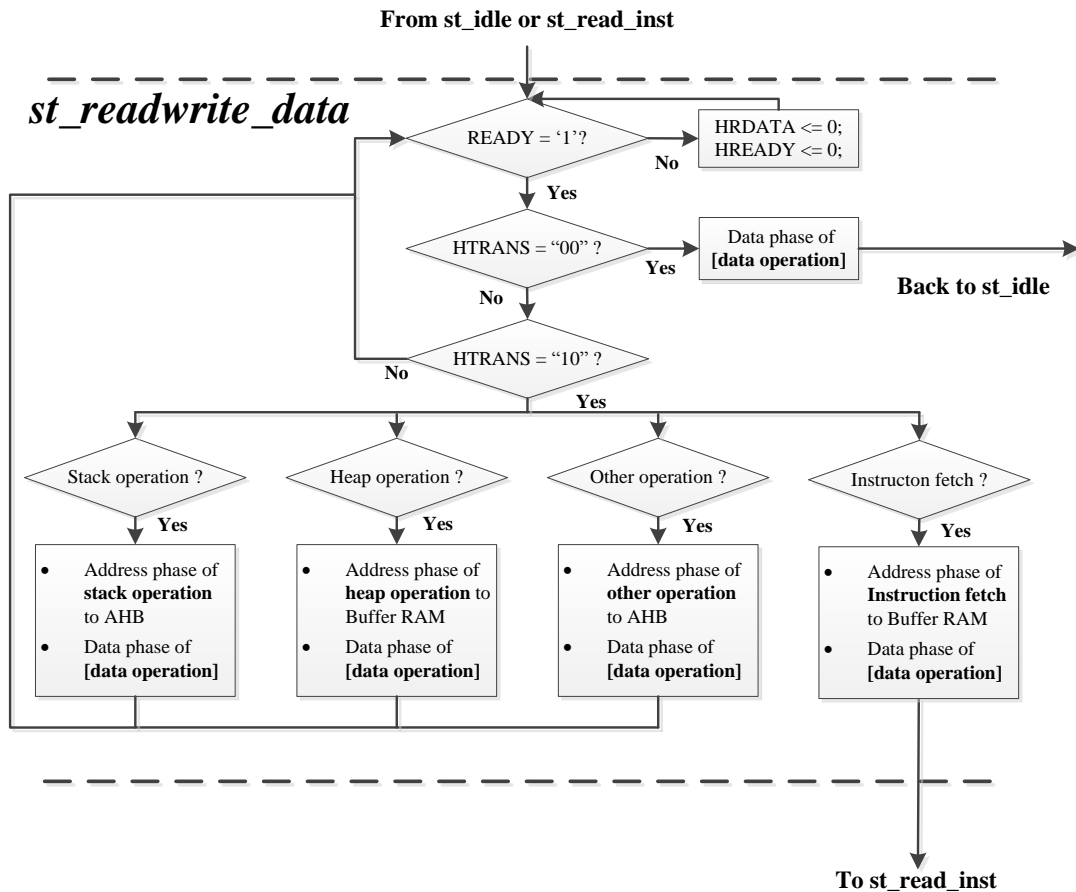 From st_idle or st_read_inst
st_readwrite_data
READY = ‘1’?
No
HRDATA <= 0;
HREADY <= 0;
Yes
HTRANS = “00” ?
Yes
Data phase of
[data operation]
Back to st_idle
No
HTRANS = “10” ?
No
Yes
Stack operation ?
Heap operation ?
Other operation ?
Instructon fetch ?
Yes
Yes
Yes
Yes
• Address phase of
stack operation
to AHB
• Data phase of
[data operation]
• Address phase of
heap operation to
Buffer RAM
• Data phase of
[data operation]
• Address phase of
other operation
to AHB
• Data phase of
[data operation]
• Address phase of
Instruction fetch
to Buffer RAM
• Data phase of
[data operation]
To st_read_inst